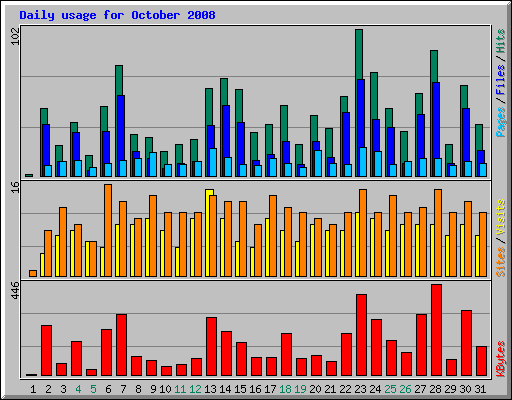 Daily usage for October 2008
102
Pages / Files / Hits
16
Sites / Visits
446
KBytes
1 2 3 4 5 6 7 8 9 10 11 12 13 14 15 16 17 18 19 20 21 22 23 24 25 26 27 28 29 30 31